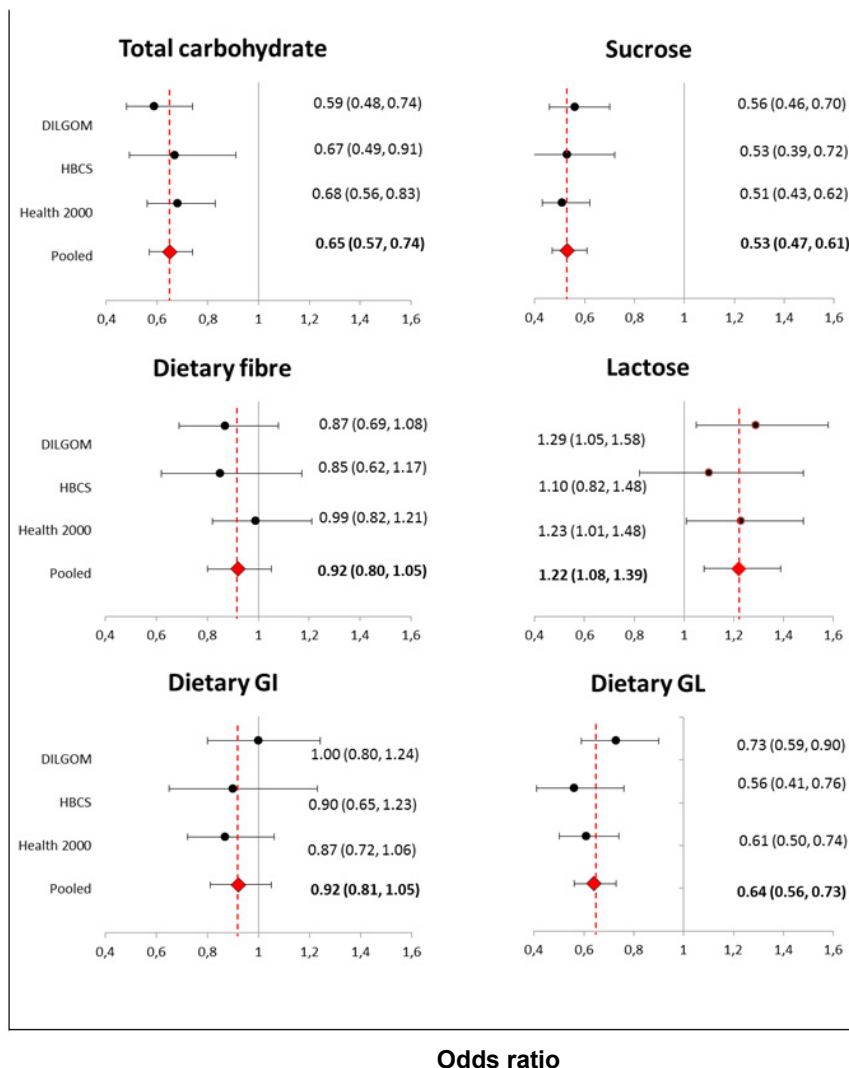 Total carbohydrate
DILGOM 0.59 (0.48, 0.74)
HBCS 0.67 (0.49, 0.91)
Health 2000 0.68 (0.56, 0.83)
Pooled 0.65 (0.57, 0.74)
0,4 0,6 0,8 1 1,2 1,4 1,6
Sucrose
0.56 (0.46, 0.70)
0.53 (0.39, 0.72)
0.51 (0.43, 0.62)
0.53 (0.47, 0.61)
0,4 0,6 0,8 1 1,2 1,4 1,6
Dietary fibre
DILGOM 0.87 (0.69, 1.08)
HBCS 0.85 (0.62, 1.17)
Health 2000 0.99 (0.82, 1.21)
Pooled 0.92 (0.80, 1.05)
0,4 0,6 0,8 1 1,2 1,4 1,6
Lactose
1.29 (1.05, 1.58)
1.10 (0.82, 1.48)
1.23 (1.01, 1.48)
1.22 (1.08, 1.39)
0,4 0,6 0,8 1 1,2 1,4 1,6
Dietary GI
DILGOM 1.00 (0.80, 1.24)
HBCS 0.90 (0.65, 1.23)
Health 2000 0.87 (0.72, 1.06)
Pooled 0.92 (0.81, 1.05)
0,4 0,6 0,8 1 1,2 1,4 1,6
Dietary GL
0.73 (0.59, 0.90)
0.56 (0.41, 0.76)
0.61 (0.50, 0.74)
0.64 (0.56, 0.73)
0,4 0,6 0,8 1 1,2 1,4 1,6
Odds ratio